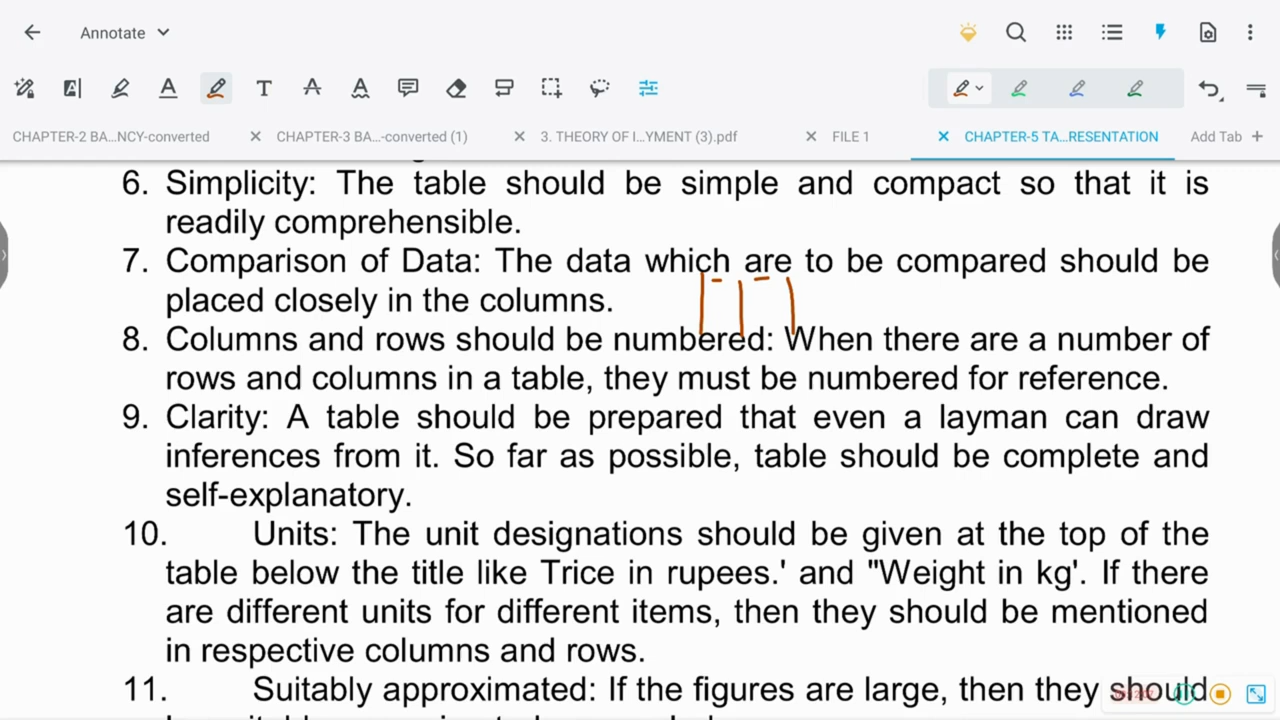 Annotate
CHAPTER-2 BA...NCY-converted
CHAPTER-3 BA...-converted (1)
3. THEORY OF I...YMENT (3).pdf
FILE 1
CHAPTER-5 TA...RESENTATION
Add Tab +
6. Simplicity: The table should be simple and compact so that it is
readily comprehensible.
7. Comparison of Data: The data which are to be compared should be
placed closely in the columns.
8. Columns and rows should be numbered: When there are a number of
rows and columns in a table, they must be numbered for reference.
9. Clarity: A table should be prepared that even a layman can draw
inferences from it. So far as possible, table should be complete and
self-explanatory.
10. Units: The unit designations should be given at the top of the
table below the title like Trice in rupees.' and "Weight in kg'. If there
are different units for different items, then they should be mentioned
in respective columns and rows.
11. Suitably approximated: If the figures are large, then they should